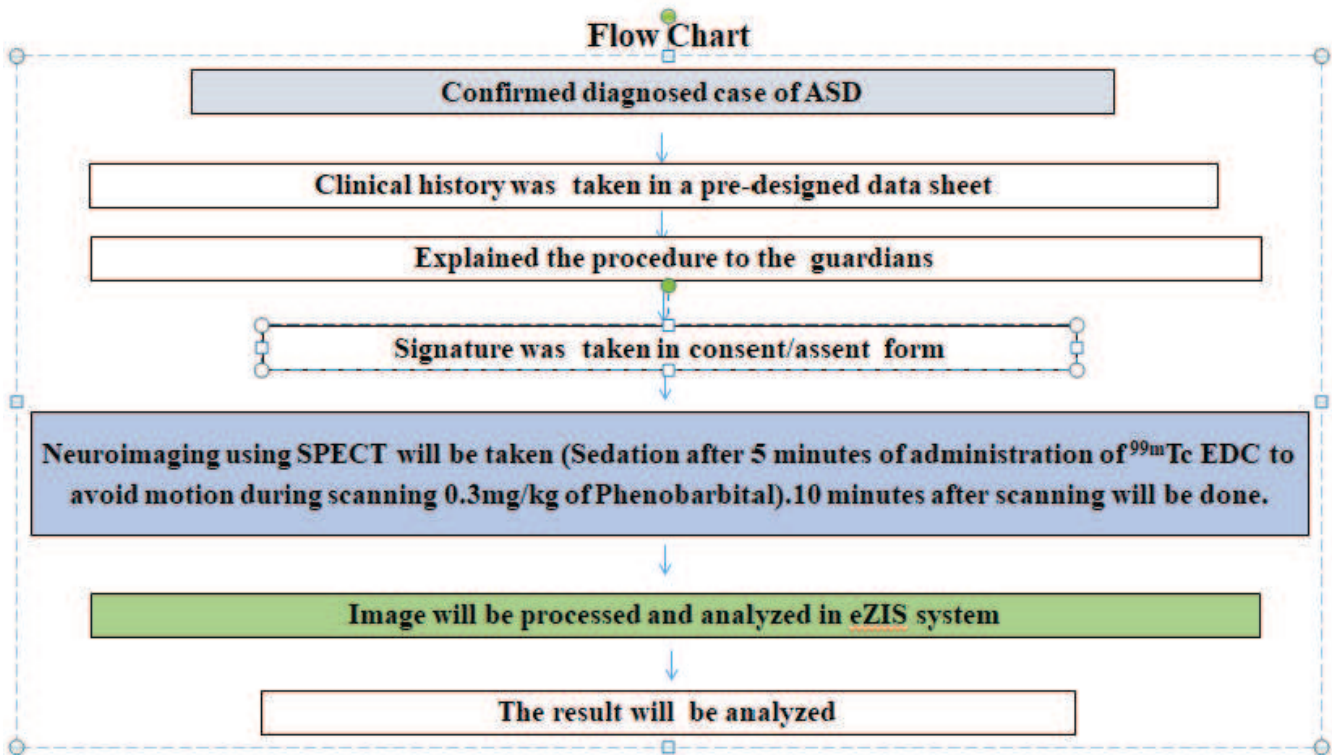 Flow Chart
Confirmed diagnosed case of ASD
Clinical history was taken in a pre-designed data sheet
Explained the procedure to the guardians
Signature was taken in consent/assent form
Neuroimaging using SPECT will be taken (Sedation after 5 minutes of administration of ⁹⁹ᵐTc EDC to
avoid motion during scanning 0.3mg/kg of Phenobarbital).10 minutes after scanning will be done.
Image will be processed and analyzed in eZIS system
The result will be analyzed